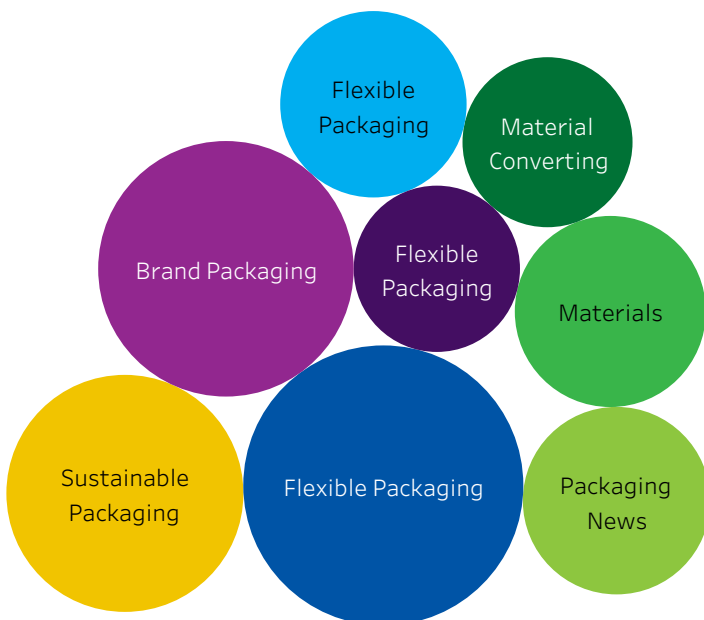 Flexible
Packaging
Material
Converting
Brand Packaging
Flexible
Packaging
Materials
Sustainable
Packaging
Flexible Packaging
Packaging
News